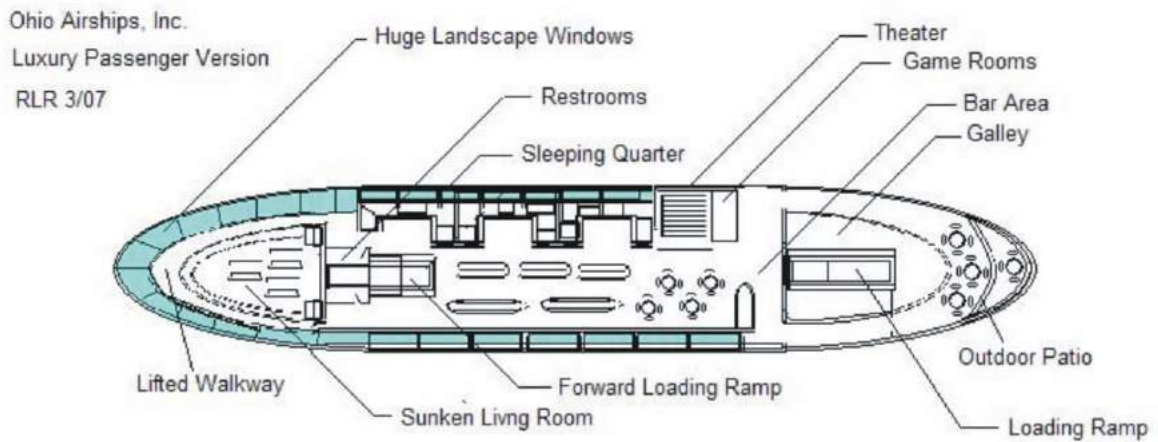 Ohio Airships, Inc.
Luxury Passenger Version
RLR 3/07
Huge Landscape Windows
Restrooms
Sleeping Quarter
Theater
Game Rooms
Bar Area
Galley
Lifted Walkway
Sunken Livng Room
Forward Loading Ramp
Outdoor Patio
Loading Ramp